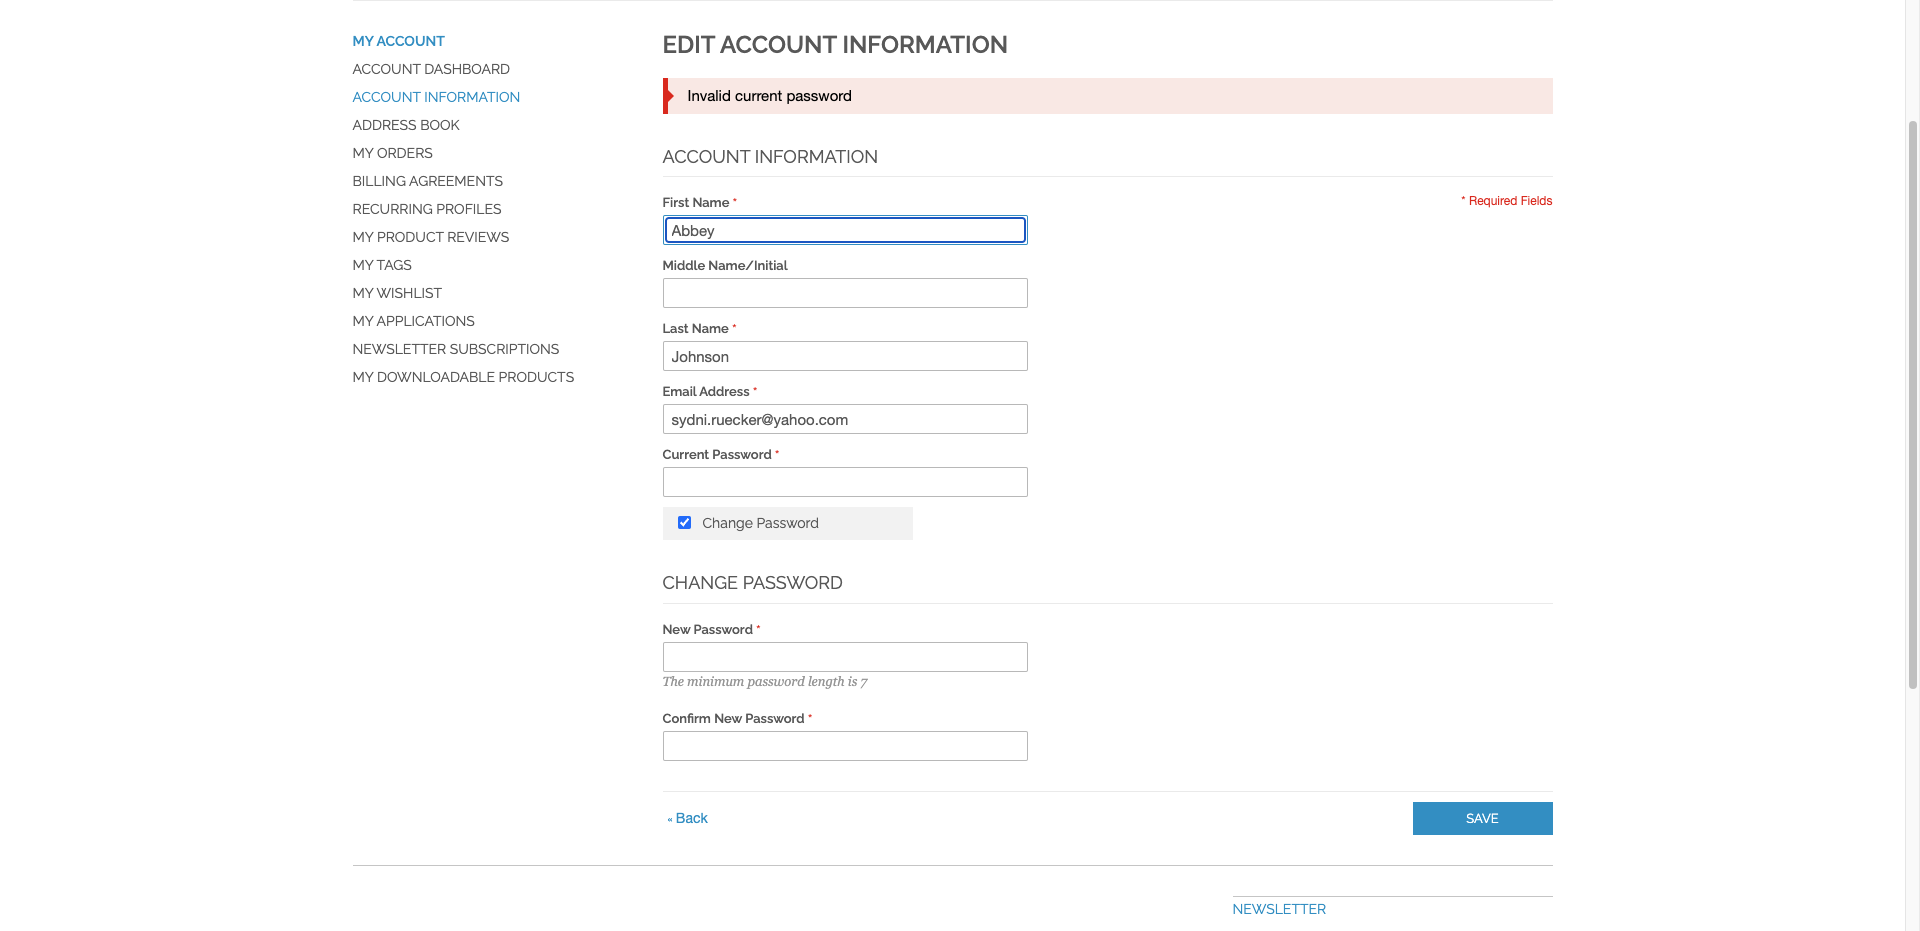 MY ACCOUNT
ACCOUNT DASHBOARD
ACCOUNT INFORMATION
ADDRESS BOOK
MY ORDERS
BILLING AGREEMENTS
RECURRING PROFILES
MY PRODUCT REVIEWS
MY TAGS
MY WISHLIST
MY APPLICATIONS
NEWSLETTER SUBSCRIPTIONS
MY DOWNLOADABLE PRODUCTS
EDIT ACCOUNT INFORMATION
Invalid current password
ACCOUNT INFORMATION
* Required Fields
First Name *
Abbey
Middle Name/Initial
Last Name *
Johnson
Email Address *
sydni.ruecker@yahoo.com
Current Password *
Change Password
CHANGE PASSWORD
New Password *
The minimum password length is 7
Confirm New Password *
« Back
SAVE
NEWSLETTER